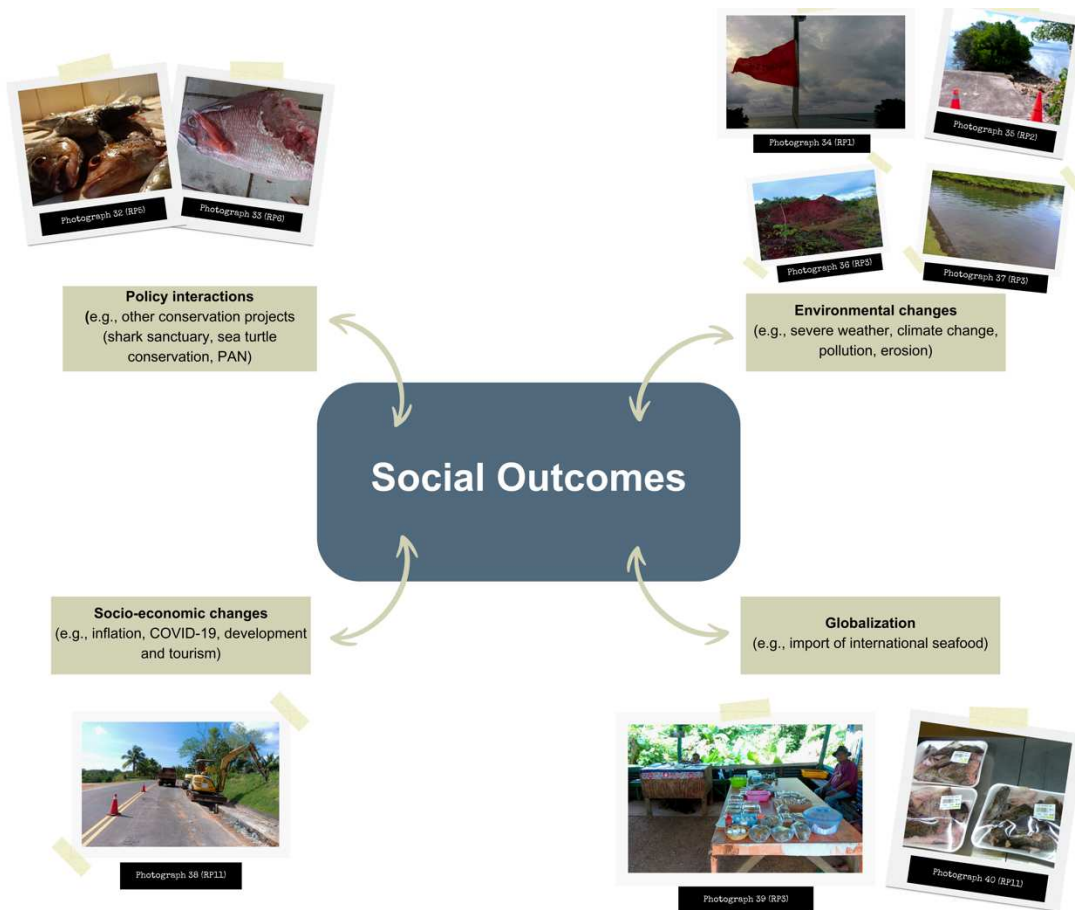 Photograph 32 (RP5)
Photograph 33 (RP6)
Photograph 34 (RP1)
Photograph 35 (RP2)
Photograph 36 (RP3)
Photograph 37 (RP3)
Policy interactions
(e.g., other conservation projects
(shark sanctuary, sea turtle
conservation, PAN)
Environmental changes
(e.g., severe weather, climate change,
pollution, erosion)
Social Outcomes
Socio-economic changes
(e.g., inflation, COVID-19, development
and tourism)
Globalization
(e.g., import of international seafood)
Photograph 38 (RP11)
Photograph 39 (RP3)
Photograph 40 (RP11)